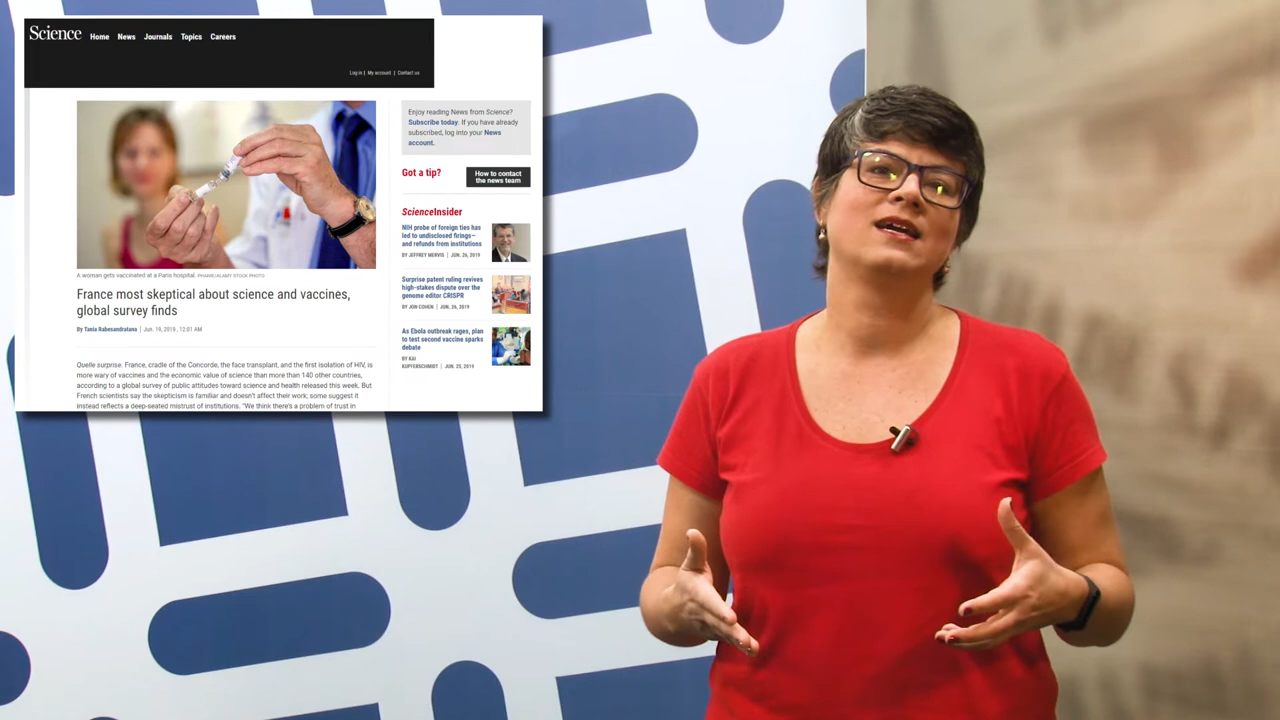 Science
Home News Journals Topics Careers
Log in | My account | Contact us
A woman gets vaccinated at a Paris hospital. PHANIE/ALAMY STOCK PHOTO
France most skeptical about science and vaccines,
global survey finds
By Tania Rabesandratana | Jun. 19, 2019 , 12:01 AM
Quelle surprise. France, cradle of the Concorde, the face transplant, and the first isolation of HIV, is
more wary of vaccines and the economic value of science than more than 140 other countries,
according to a global survey of public attitudes toward science and health released this week. But
French scientists say the skepticism is familiar and doesn't affect their work; some suggest it
instead reflects a deep-seated mistrust of institutions. "We think there's a problem of trust in
Enjoy reading News from Science?
Subscribe today. If you have already
subscribed, log into your News
account.
Got a tip?
How to contact
the news team
ScienceInsider
NIH probe of foreign ties has
led to undisclosed firings—
and refunds from institutions
BY JEFFREY MERVIS | JUN. 26, 2019
Surprise patent ruling revives
high-stakes dispute over the
genome editor CRISPR
BY JON COHEN | JUN. 26, 2019
As Ebola outbreak rages, plan
to test second vaccine sparks
debate
BY KAI
KUPFERSCHMIDT | JUN. 25, 2019